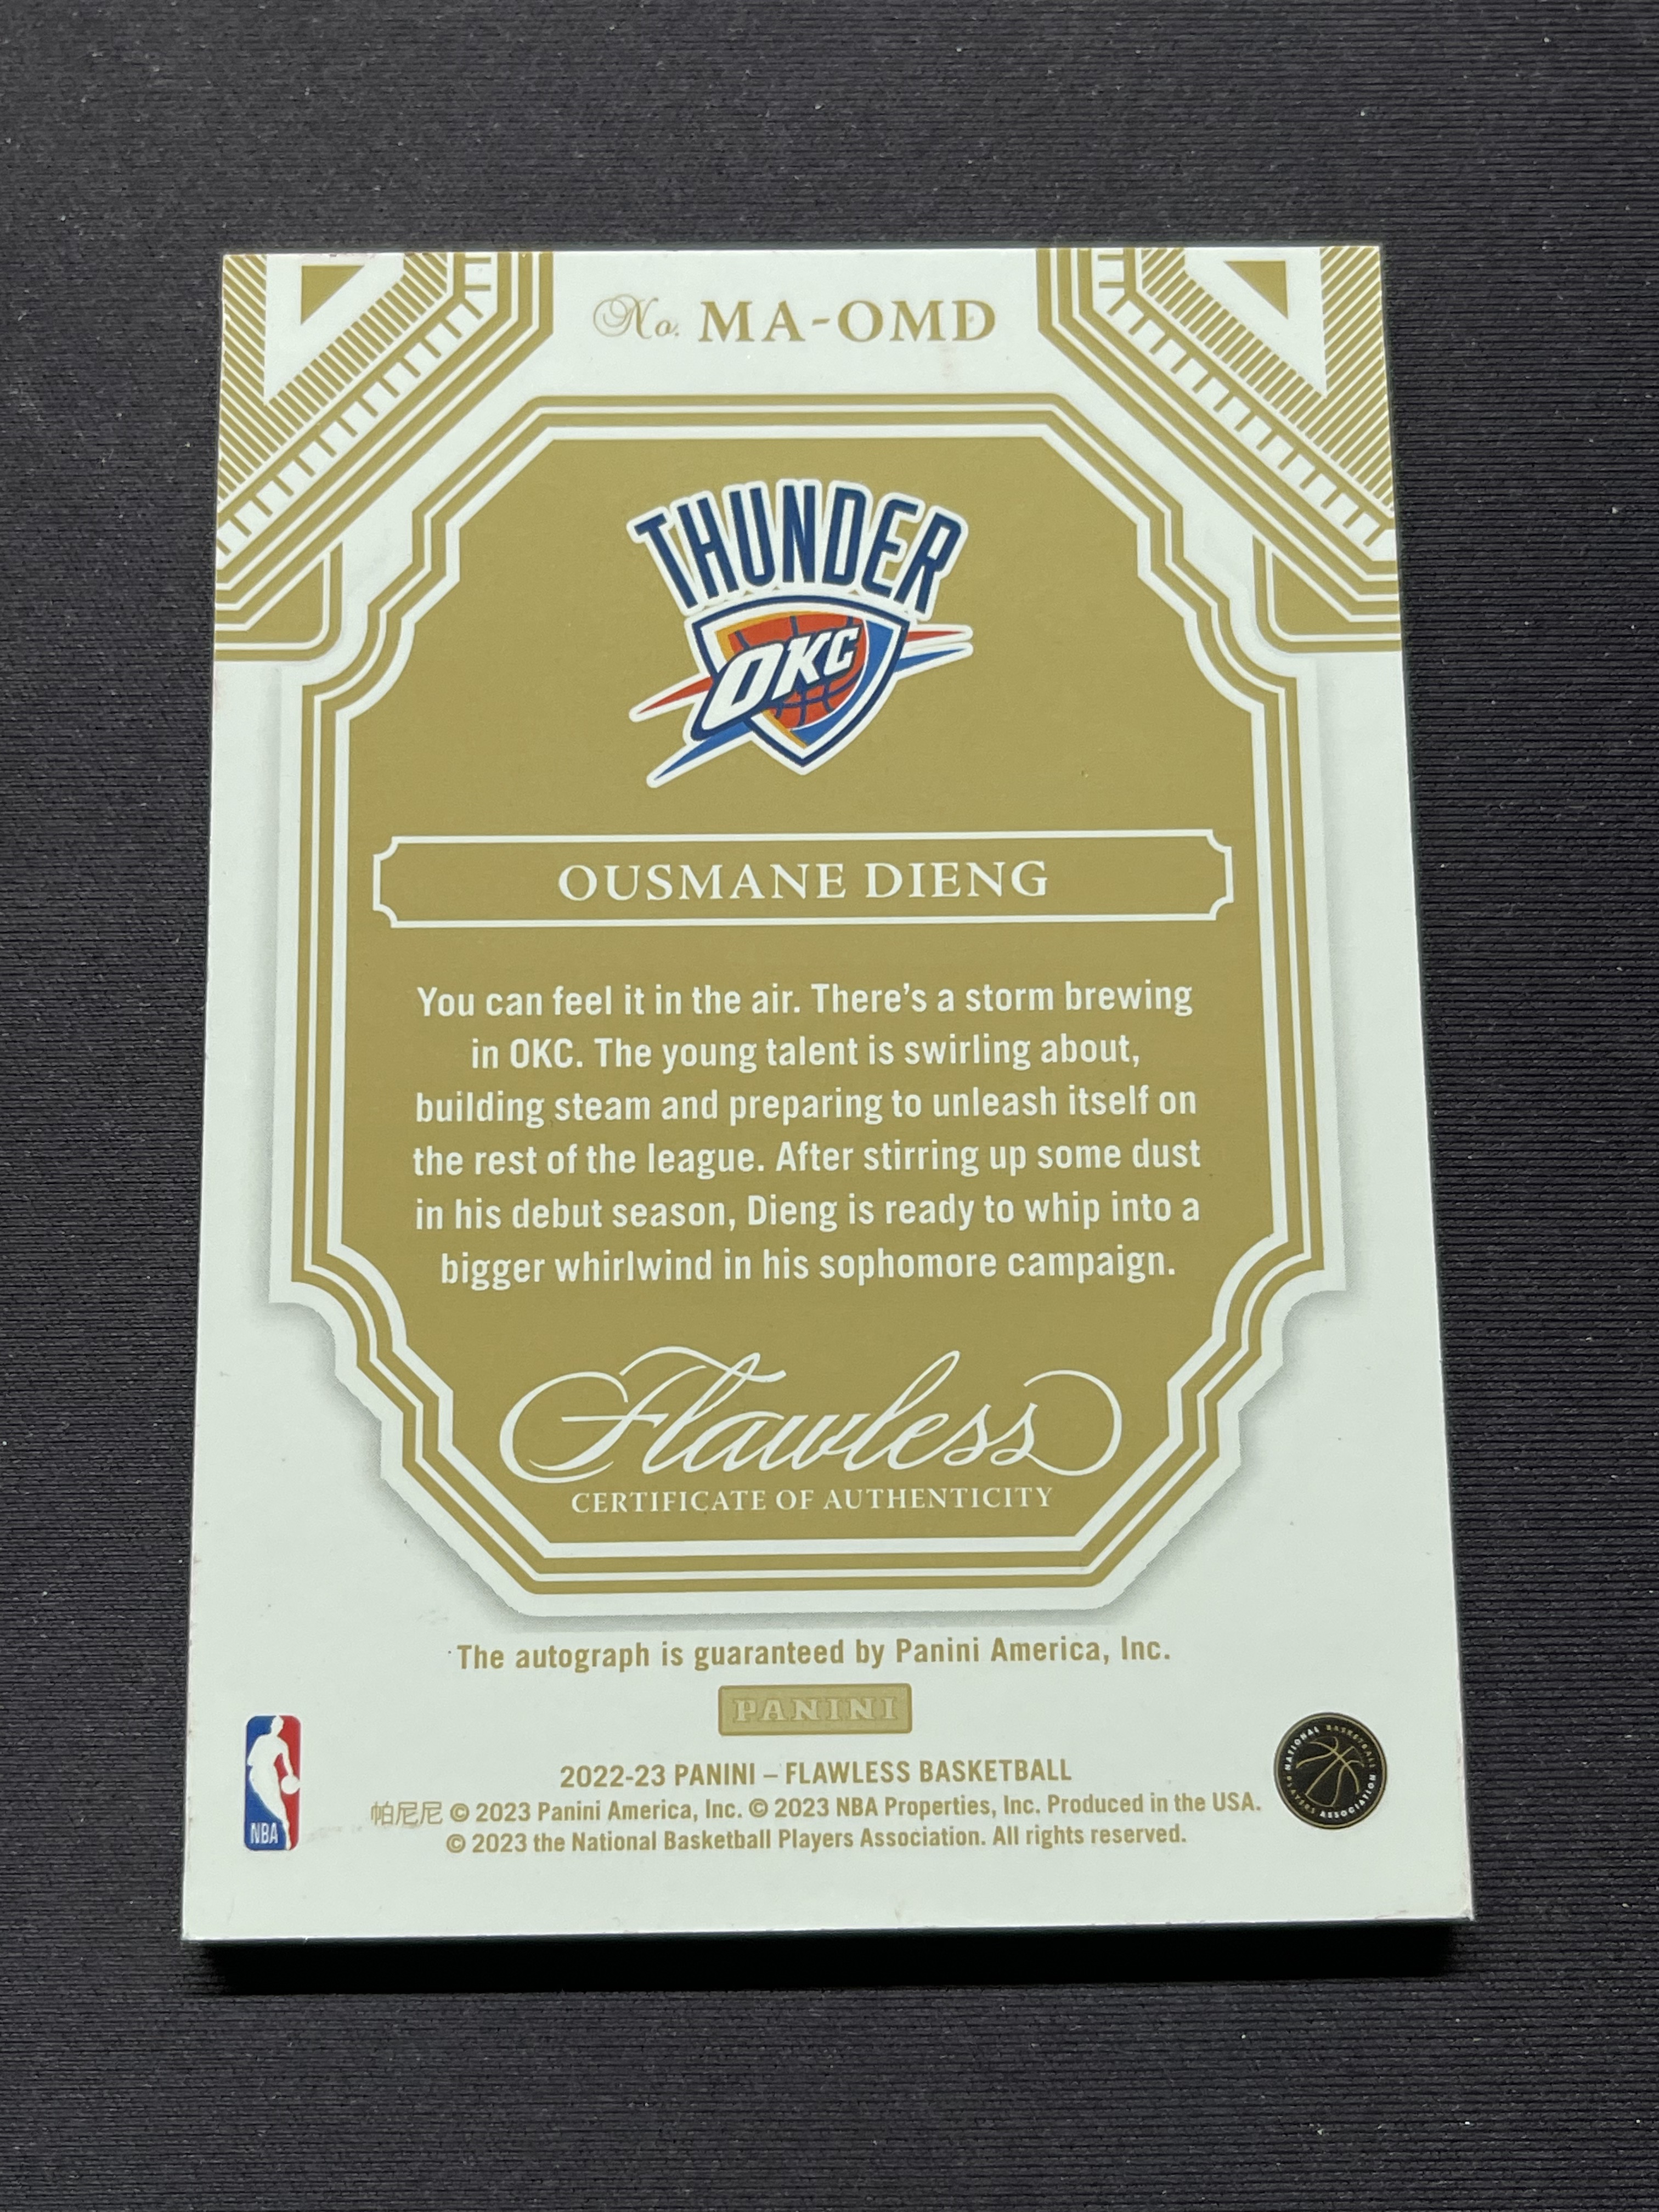 No. MA-OMD
THUNDER
OKC
OUSMANE DIENG
You can feel it in the air. There's a storm brewing
in OKC. The young talent is swirling about,
building steam and preparing to unleash itself on
the rest of the league. After stirring up some dust
in his debut season, Dieng is ready to whip into a
bigger whirlwind in his sophomore campaign.
Flawless
CERTIFICATE OF AUTHENTICITY
The autograph is guaranteed by Panini America, Inc.
PANINI
2022-23 PANINI – FLAWLESS BASKETBALL
帕尼尼 © 2023 Panini America, Inc. © 2023 NBA Properties, Inc. Produced in the USA.
© 2023 the National Basketball Players Association. All rights reserved.
NBA
NATIONAL BASKETBALL PLAYERS ASSOCIATION